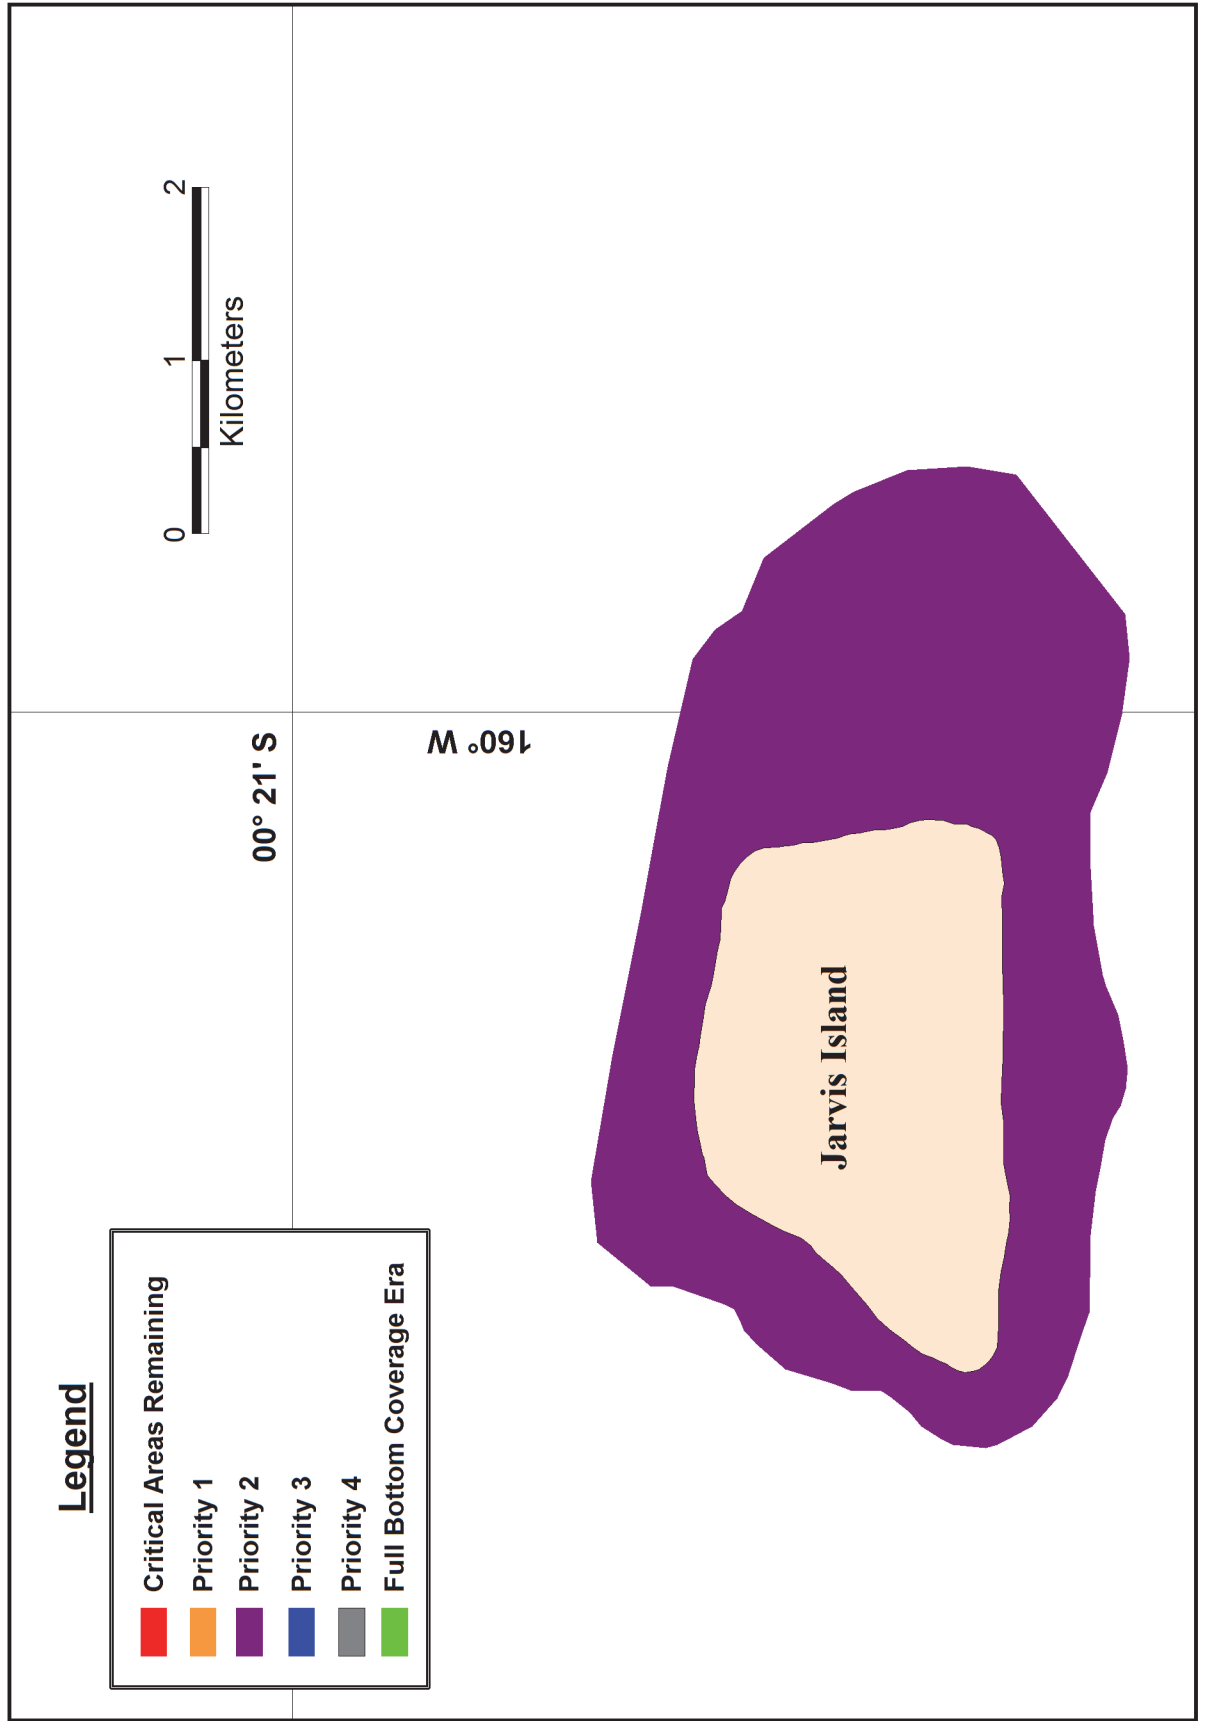 Legend
Critical Areas Remaining
Priority 1
Priority 2
Priority 3
Priority 4
Full Bottom Coverage Era
0 1 2
Kilometers
00° 21' S
160° W
Jarvis Island